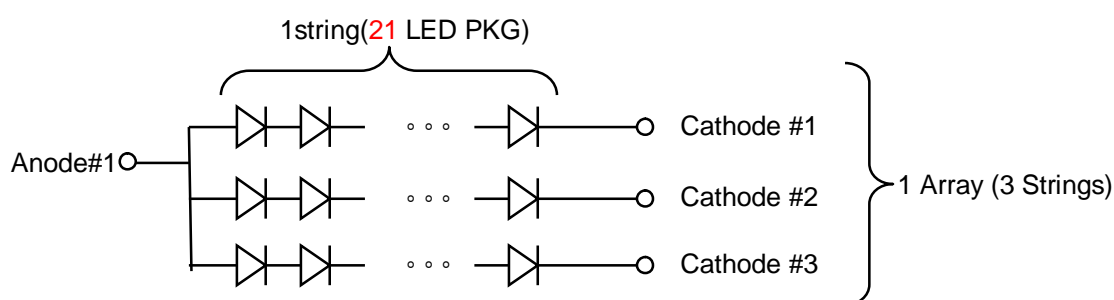 1string(21 LED PKG)
Cathode #1
Anode#1
Cathode #2
1 Array (3 Strings)
Cathode #3